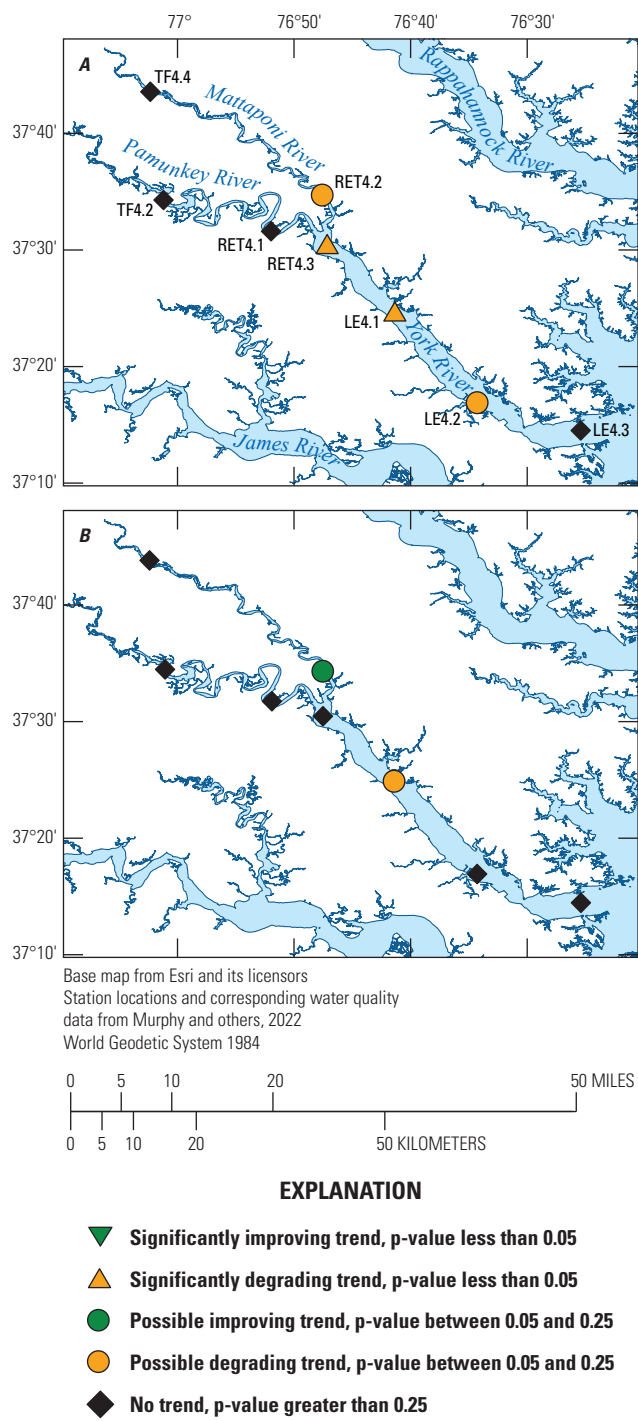 77° 76°50' 76°40' 76°30'
A
TF4.4
Mattaponi River
Rappahannock River
37°40'
Pamunkey River
RET4.2
TF4.2
RET4.1
37°30'
RET4.3
LE4.1
York River
37°20'
LE4.2
LE4.3
James River
37°10'
B
37°40'
37°30'
37°20'
37°10'
Base map from Esri and its licensors
Station locations and corresponding water quality
data from Murphy and others, 2022
World Geodetic System 1984
0 5 10 20 50 MILES
0 5 10 20 50 KILOMETERS
EXPLANATION
Significantly improving trend, p-value less than 0.05
Significantly degrading trend, p-value less than 0.05
Possible improving trend, p-value between 0.05 and 0.25
Possible degrading trend, p-value between 0.05 and 0.25
No trend, p-value greater than 0.25